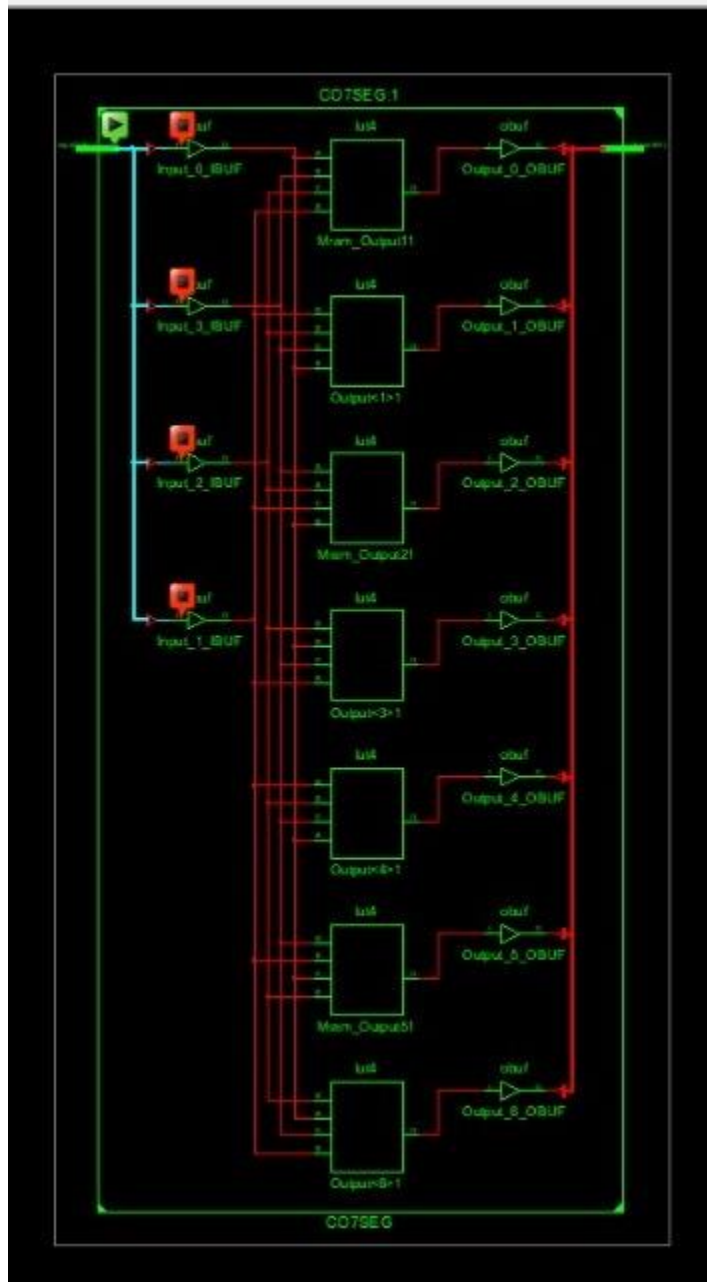 CO7SEG:1
lut4
obuf
Input_0_IBUF
Output_0_OBUF
Mram_Output11
lut4
obuf
Input_3_IBUF
Output_1_OBUF
Output<1>1
lut4
obuf
Input_2_IBUF
Output_2_OBUF
Mram_Output21
lut4
obuf
Input_1_IBUF
Output_3_OBUF
Output<3>1
lut4
obuf
Output_4_OBUF
Output<4>1
lut4
obuf
Output_5_OBUF
Mram_Output51
lut4
obuf
Output_6_OBUF
Output<6>1
CO7SEG